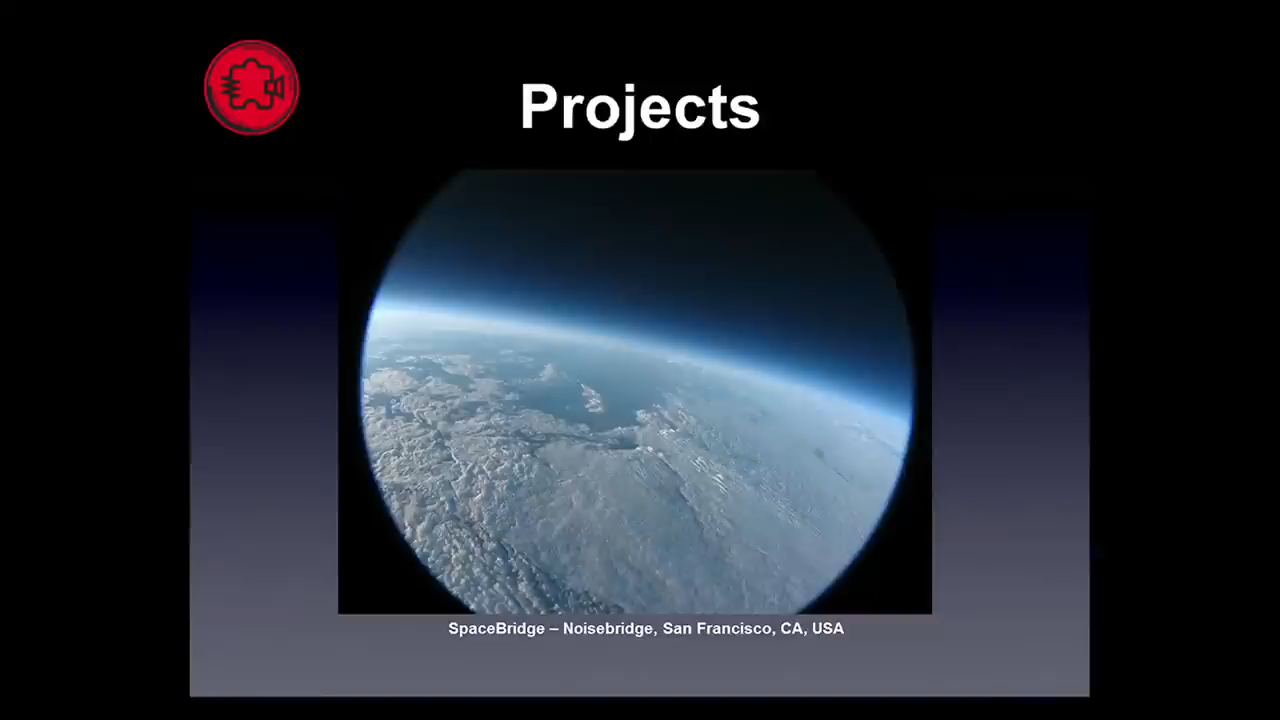 Projects
SpaceBridge – Noisebridge, San Francisco, CA, USA